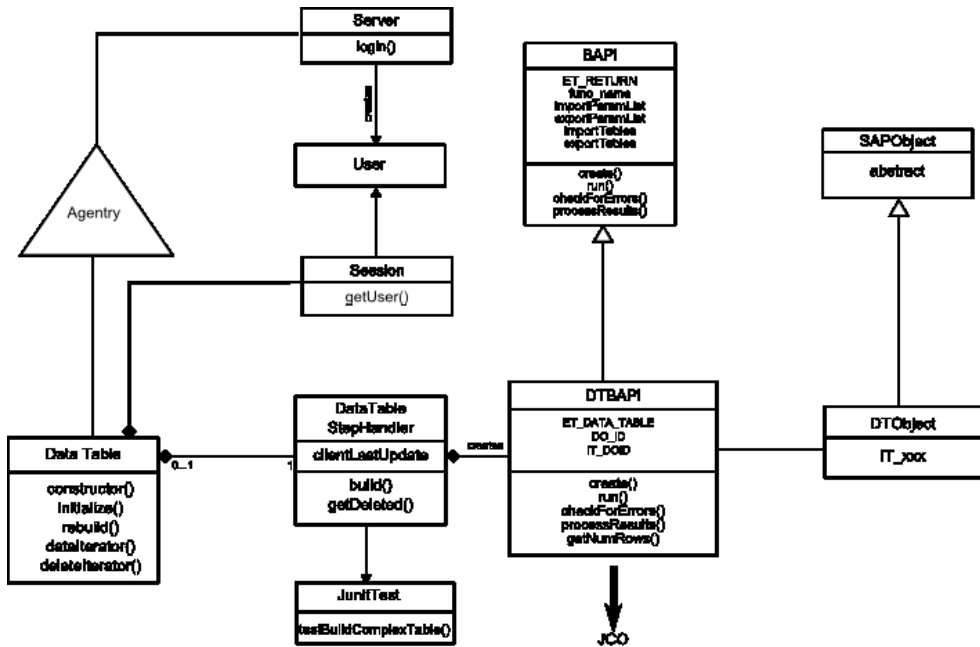 Server
login()
creates
User
Agentry
Session
getUser()
BAPI
ET_RETURN
func_name
importParamList
exportParamList
importTables
exportTables
create()
run()
checkForErrors()
processResults()
SAPObject
abstract
Data Table
constructor()
initialize()
rebuild()
dataIterator()
deleteIterator()
0...1
1
DataTable
StepHandler
clientLastUpdate
build()
getDeleted()
creates
DTBAPI
ET_DATA_TABLE
DO_ID
IT_DOID
create()
run()
checkForErrors()
processResults()
getNumRows()
DTObject
IT_xxx
JunitTest
testBuildComplexTable()
JCO